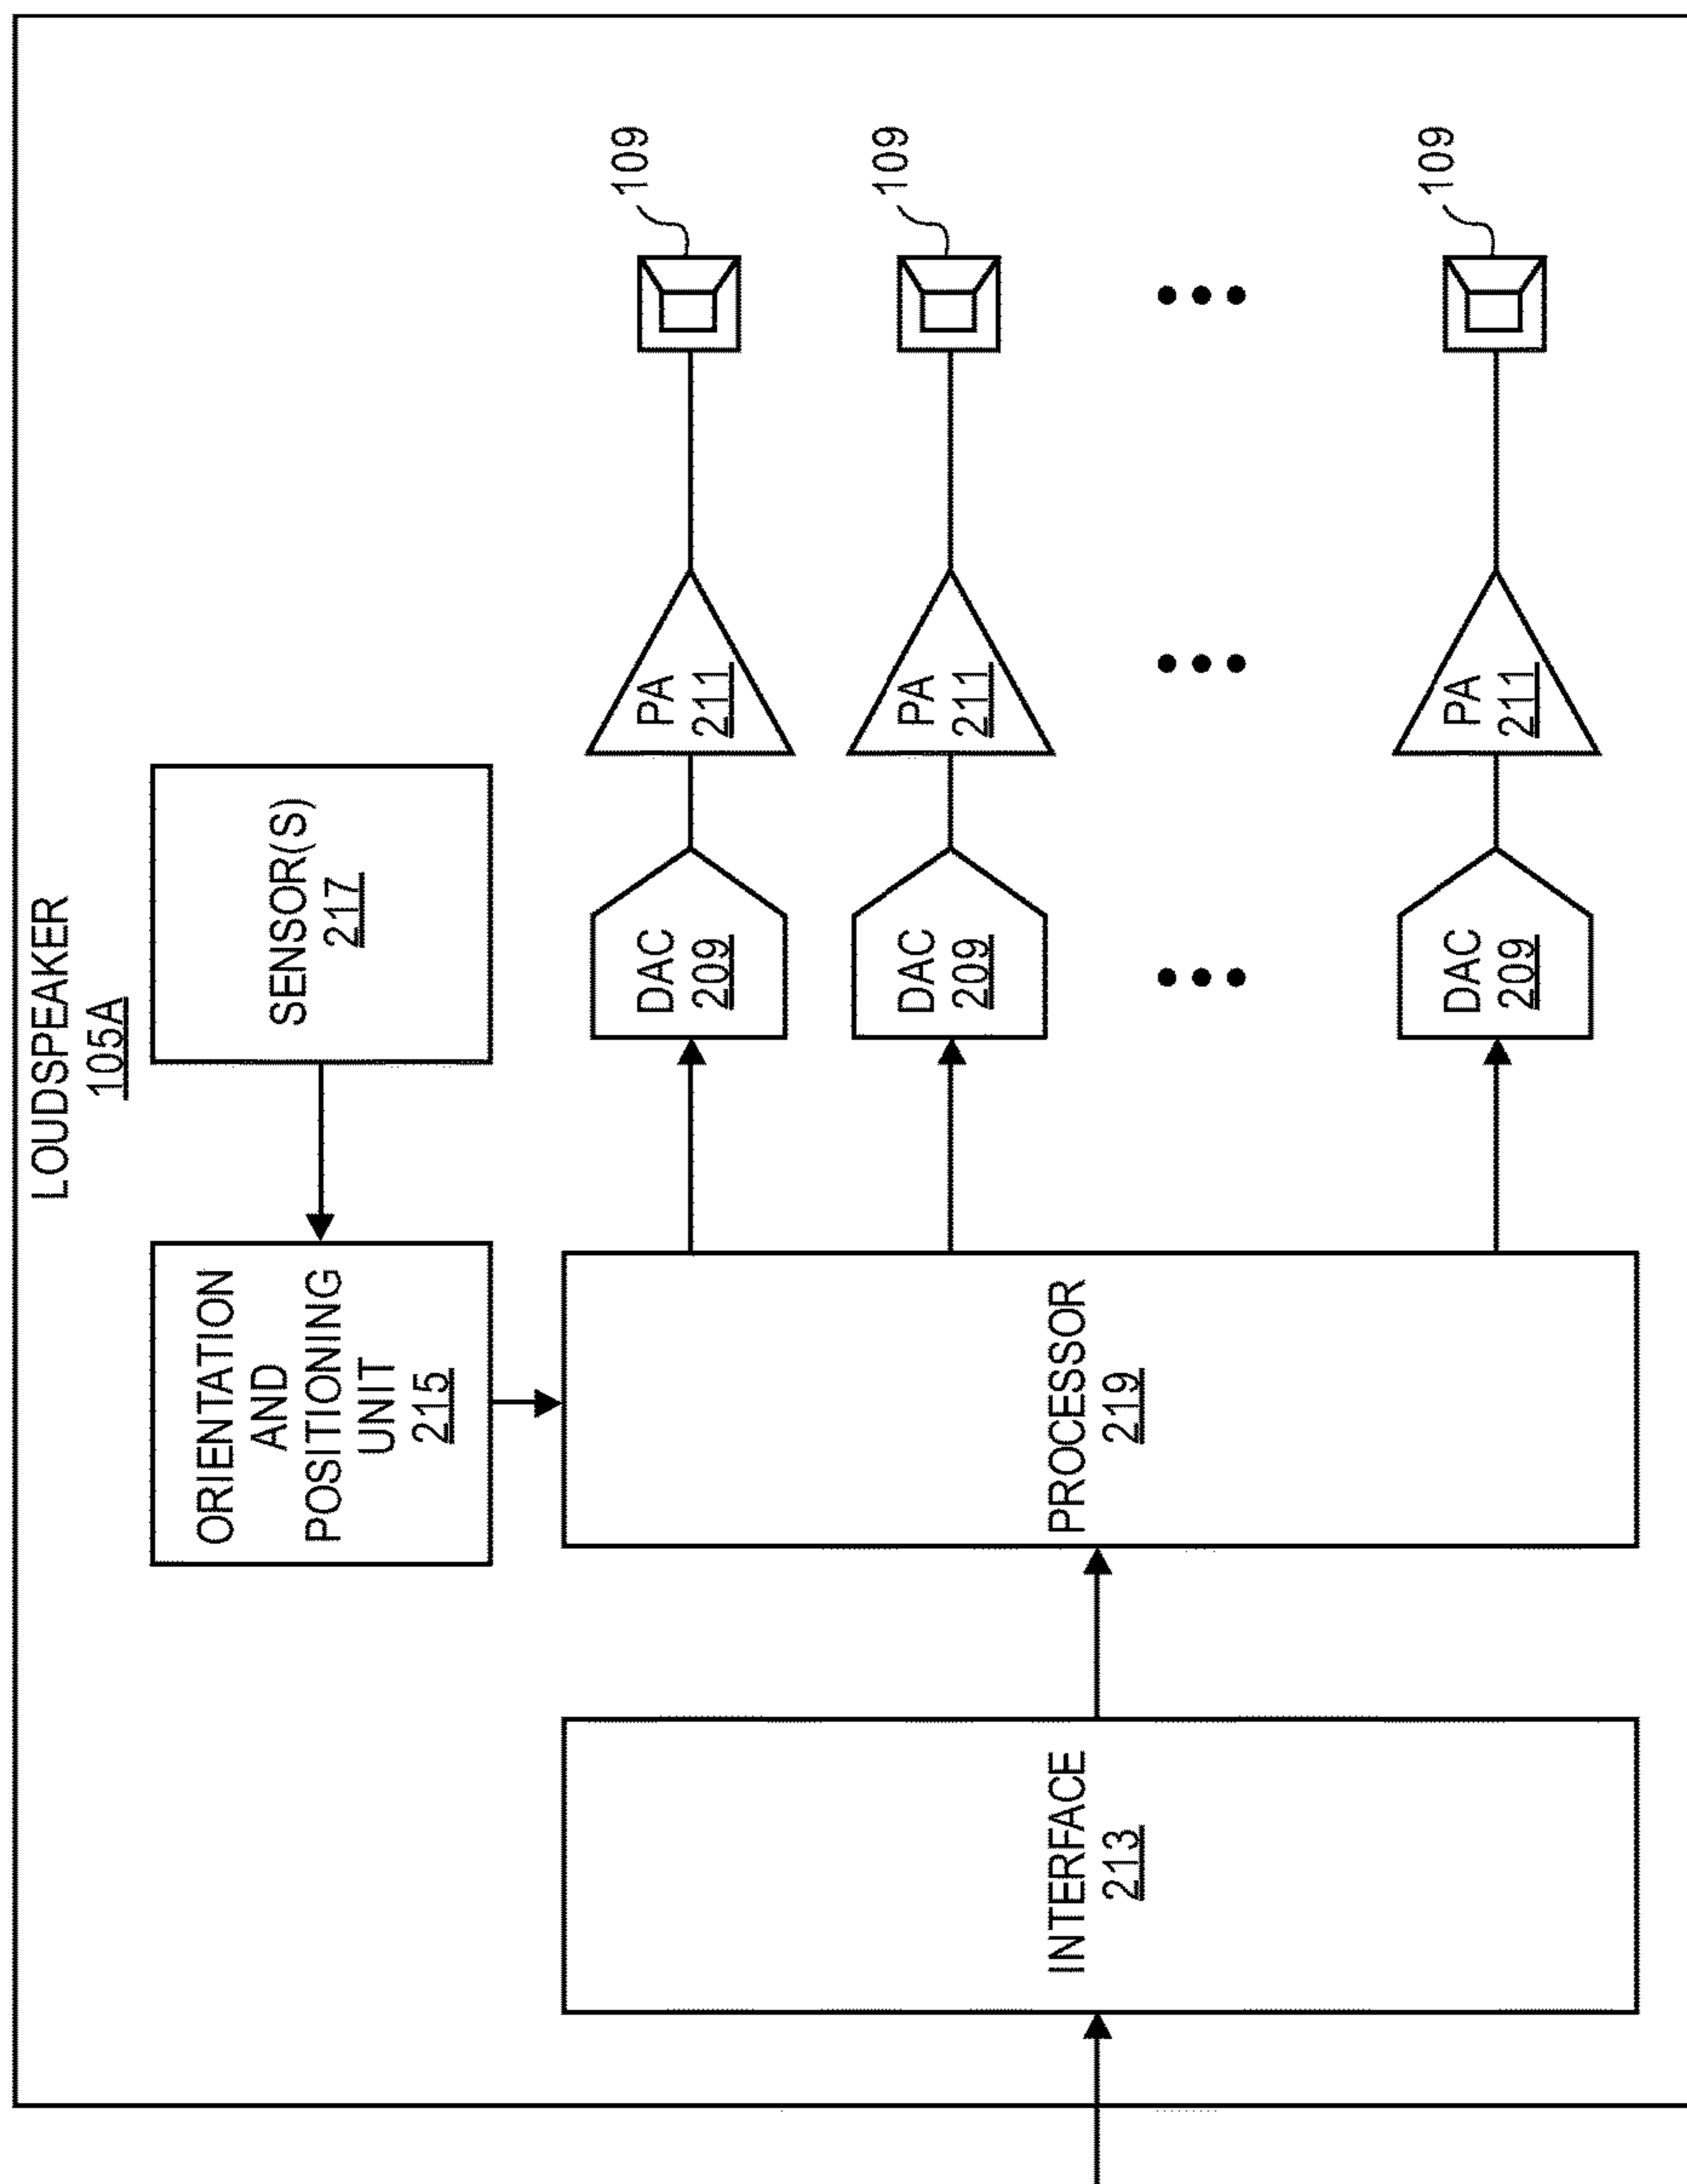 LOUDSPEAKER
105A
ORIENTATION
AND
POSITIONING
UNIT
215
SENSOR(S)
217
INTERFACE
213
PROCESSOR
219
DAC
209
PA
211
109
DAC
209
PA
211
109
DAC
209
PA
211
109